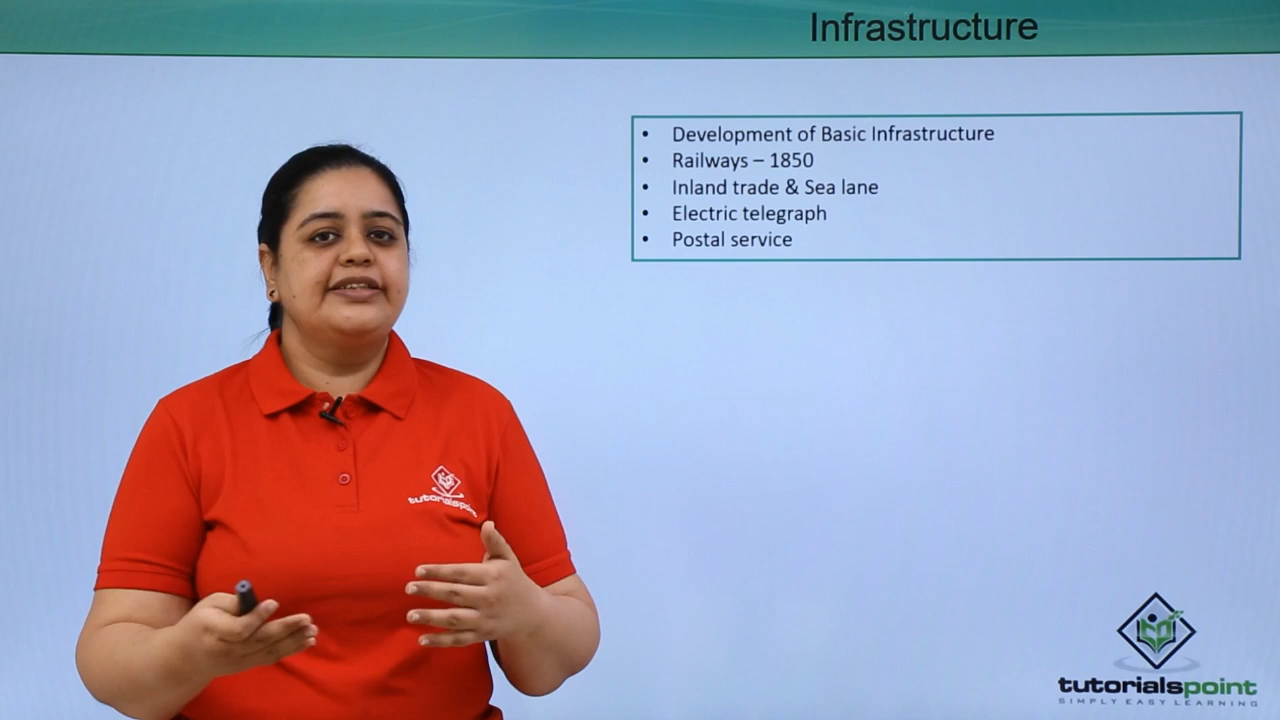 Infrastructure
• Development of Basic Infrastructure
• Railways – 1850
• Inland trade & Sea lane
• Electric telegraph
• Postal service
tutorialspoint
tutorialspoint
SIMPLY EASY LEARNING